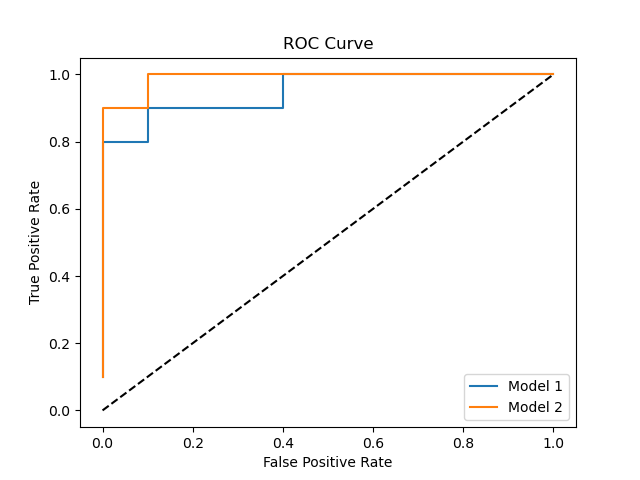 ROC Curve
1.0
0.8
0.6
0.4
0.2
0.0
True Positive Rate
0.0 0.2 0.4 0.6 0.8 1.0
False Positive Rate
Model 1
Model 2